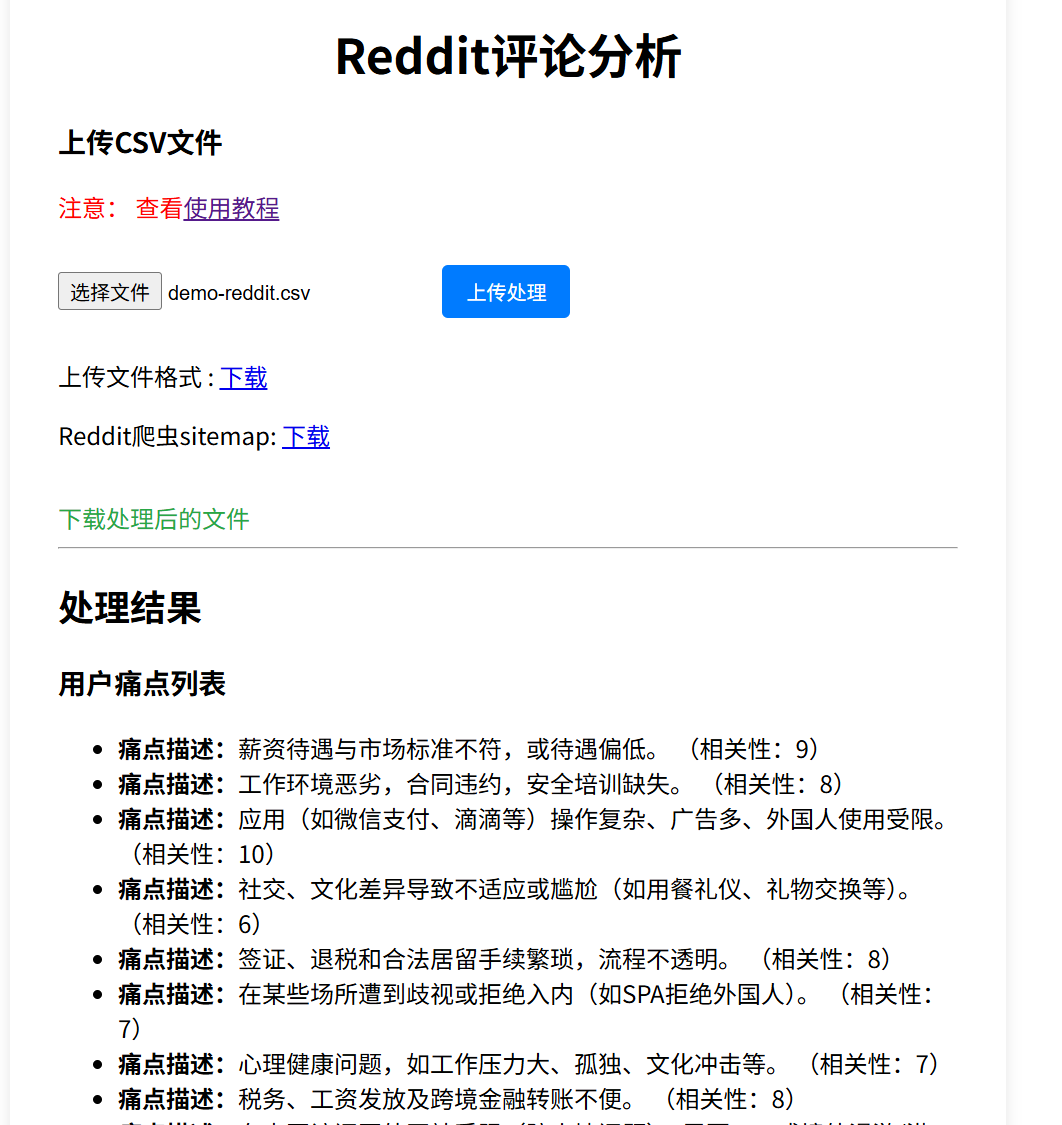 Reddit评论分析
上传CSV文件
注意： 查看使用教程
选择文件 demo-reddit.csv 上传处理
上传文件格式 : 下载
Reddit爬虫sitemap: 下载
下载处理后的文件
处理结果
用户痛点列表
痛点描述：薪资待遇与市场标准不符，或待遇偏低。 （相关性：9）
痛点描述：工作环境恶劣，合同违约，安全培训缺失。 （相关性：8）
痛点描述：应用（如微信支付、滴滴等）操作复杂、广告多、外国人使用受限。
（相关性：10）
痛点描述：社交、文化差异导致不适应或尴尬（如用餐礼仪、礼物交换等）。
（相关性：6）
痛点描述：签证、退税和合法居留手续繁琐，流程不透明。 （相关性：8）
痛点描述：在某些场所遭到歧视或拒绝入内（如SPA拒绝外国人）。 （相关性：
7）
痛点描述：心理健康问题，如工作压力大、孤独、文化冲击等。 （相关性：7）
痛点描述：税务、工资发放及跨境金融转账不便。 （相关性：8）